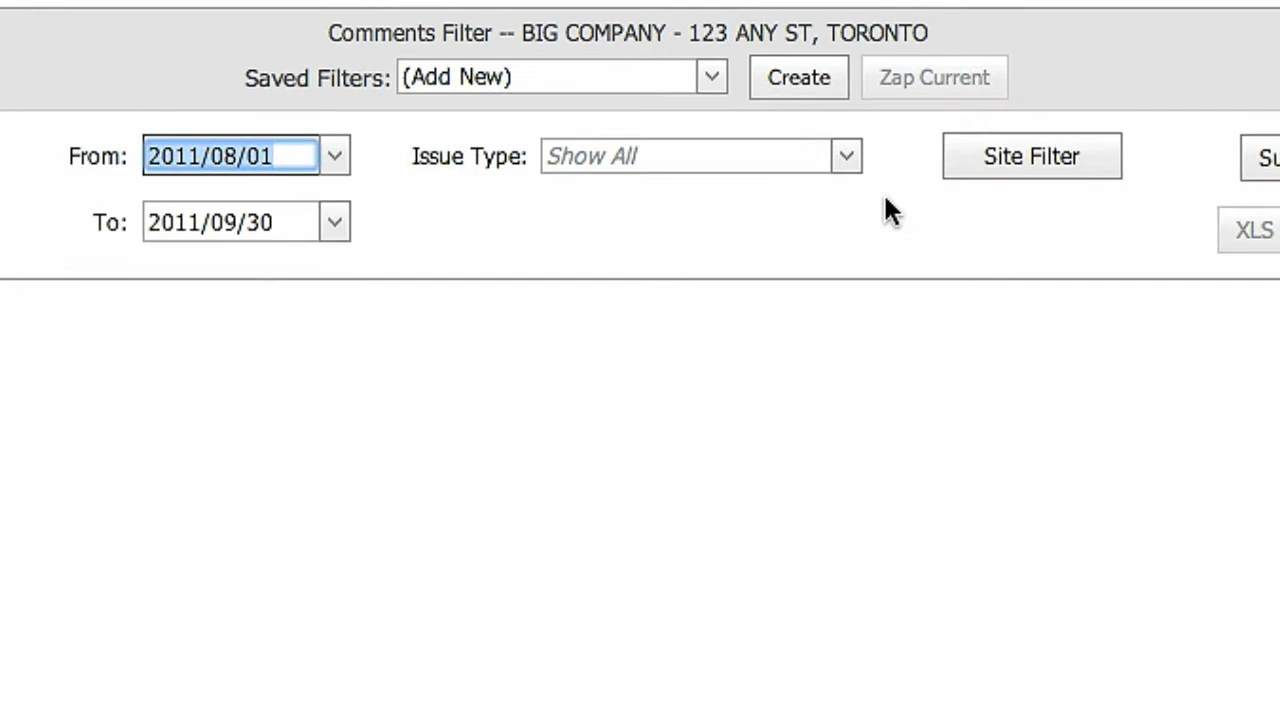 Comments Filter -- BIG COMPANY - 123 ANY ST, TORONTO
Saved Filters: (Add New) Create Zap Current
From: 2011/08/01 Issue Type: Show All Site Filter Su
To: 2011/09/30 XLS